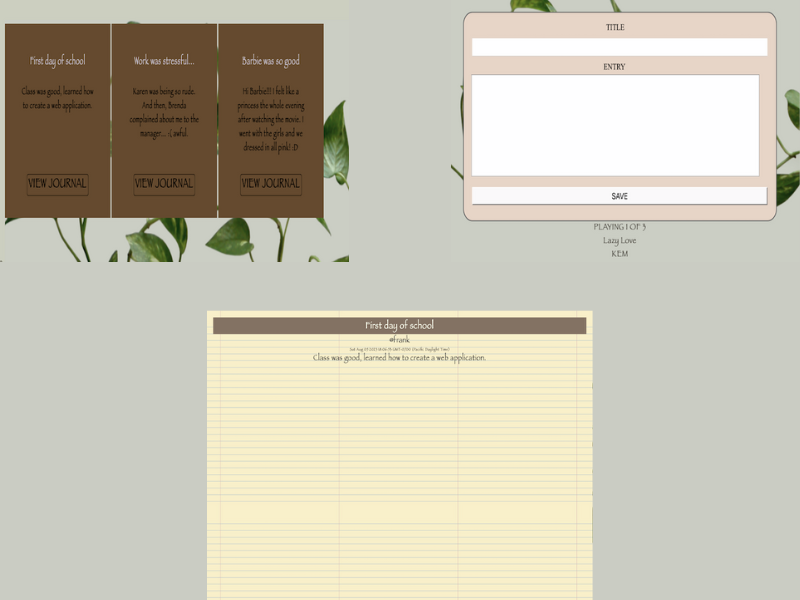 First day of school
Class was good, learned how
to create a web application.
VIEW JOURNAL
Work was stressful...
Karen was being so rude.
And then, Brenda
complained about me to the
manager... :(, awful.
VIEW JOURNAL
Barbie was so good
Hi Barbie!!! I felt like a
princess the whole evening
after watching the movie. I
went with the girls and we
dressed in all pink! :D
VIEW JOURNAL
TITLE
ENTRY
SAVE
PLAYING 1 OF 3
Lazy Love
KEM
First day of school
@frank
Class was good, learned how to create a web application.